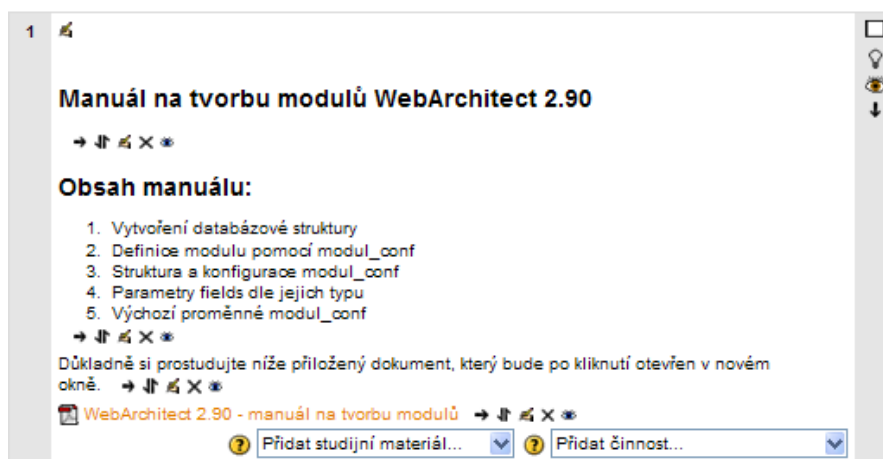 1
Manuál na tvorbu modulů WebArchitect 2.90
Obsah manuálu:
1. Vytvoření databázové struktury
2. Definice modulu pomocí modul_conf
3. Struktura a konfigurace modul_conf
4. Parametry fields dle jejich typu
5. Výchozí proměnné modul_conf
Důkladně si prostudujte níže přiložený dokument, který bude po kliknutí otevřen v novém
okně.
WebArchitect 2.90 - manuál na tvorbu modulů
? Přidat studijní materiál... ? Přidat činnost...